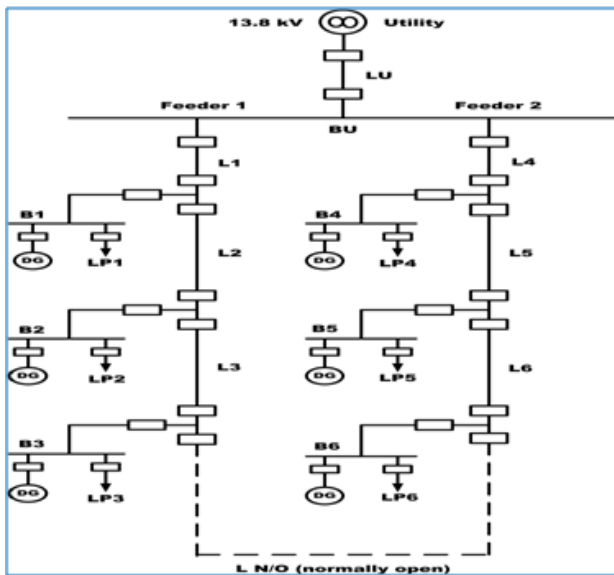 13.8 kV Utility
LU
Feeder 1 Feeder 2
BU
L1 L4
B1 B4
DG LP1 DG LP4
L2 L5
B2 B5
DG LP2 DG LP5
L3 L6
B3 B6
DG LP3 DG LP6
L N/O (normally open)